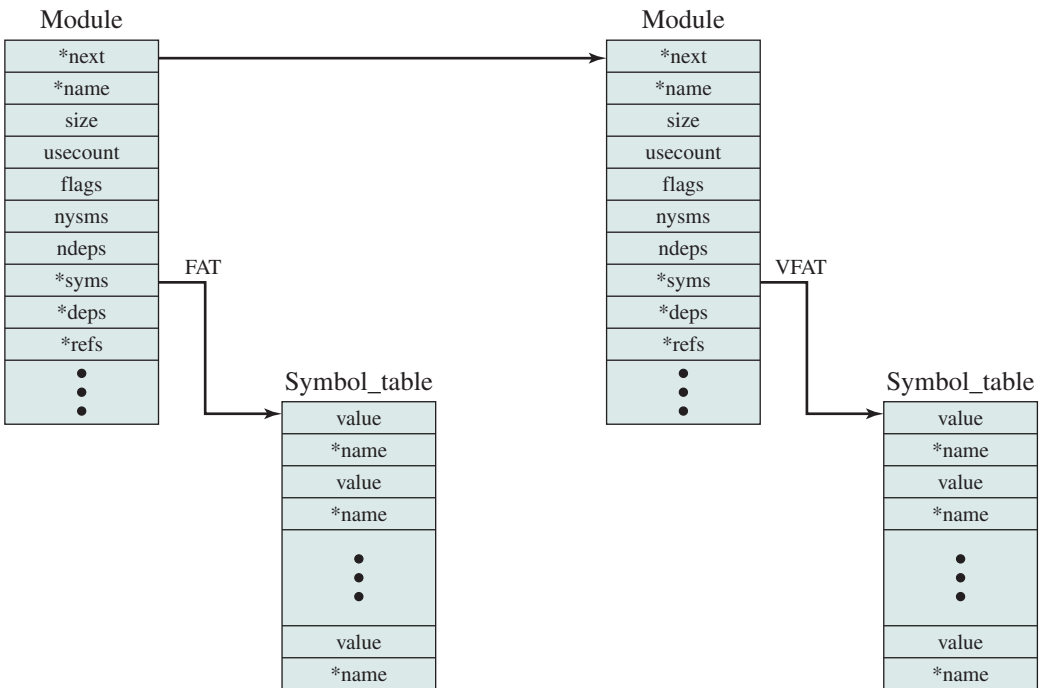 Module
*next
*name
size
usecount
flags
nysms
ndeps
*syms
*deps
*refs
FAT
Symbol_table
value
*name
value
*name
value
*name
Module
*next
*name
size
usecount
flags
nysms
ndeps
*syms
*deps
*refs
VFAT
Symbol_table
value
*name
value
*name
value
*name